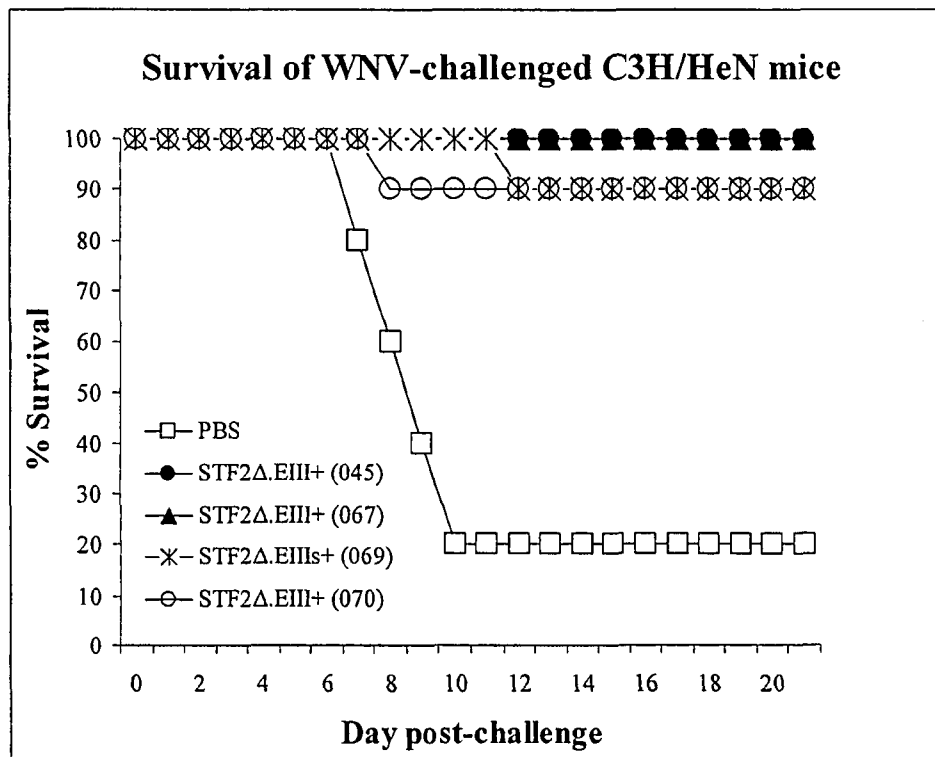 Survival of WNV-challenged C3H/HeN mice
% Survival
100
90
80
70
60
50
40
30
20
10
0
PBS
STF2Δ.EIII+ (045)
STF2Δ.EIII+ (067)
STF2Δ.EIIIs+ (069)
STF2Δ.EIII+ (070)
0 2 4 6 8 10 12 14 16 18 20
Day post-challenge